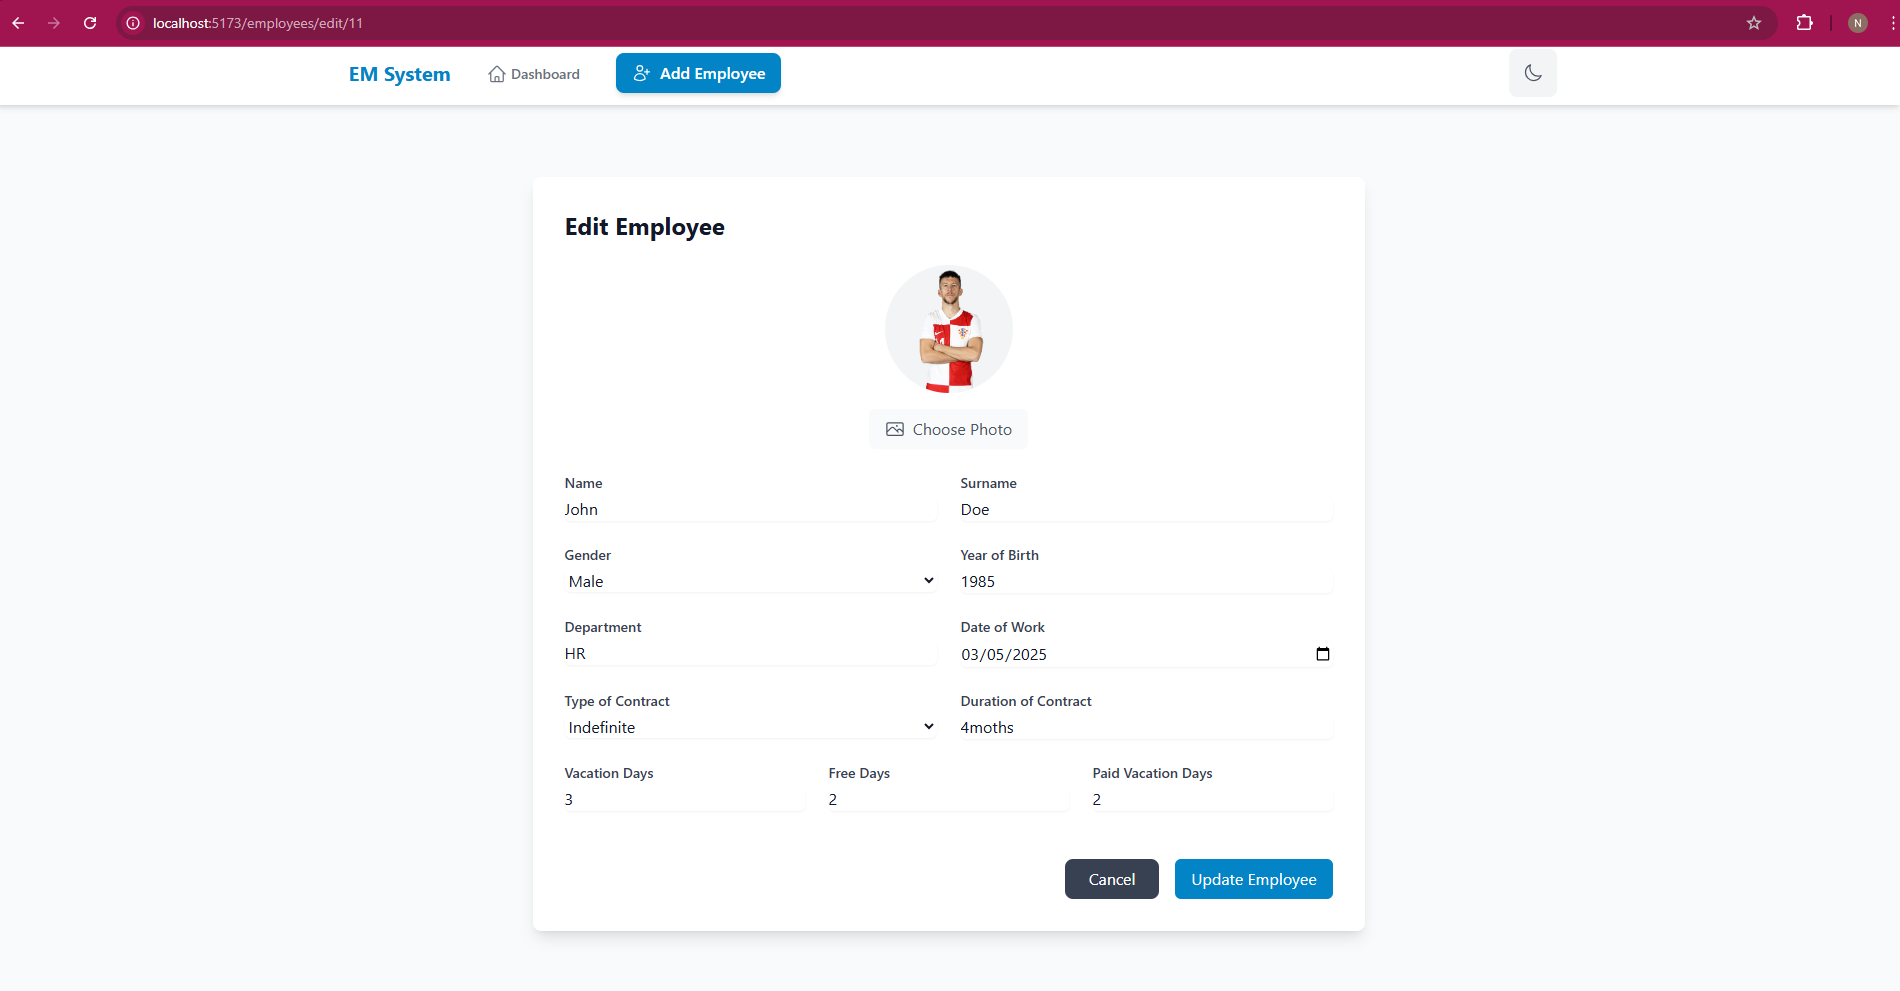 localhost:5173/employees/edit/11
N
EM System
Dashboard
Add Employee
Edit Employee
Choose Photo
Name
Surname
John
Doe
Gender
Year of Birth
Male
1985
Department
Date of Work
HR
03/05/2025
Type of Contract
Duration of Contract
Indefinite
4moths
Vacation Days
Free Days
Paid Vacation Days
3
2
2
Cancel
Update Employee